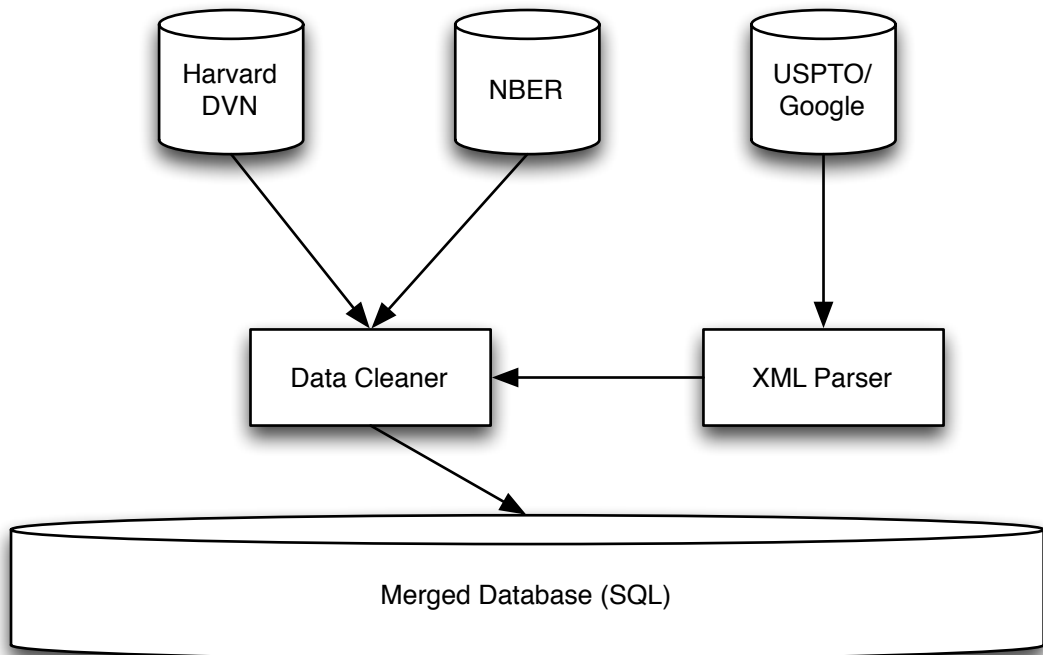 Harvard
DVN
NBER
USPTO/
Google
Data Cleaner
XML Parser
Merged Database (SQL)